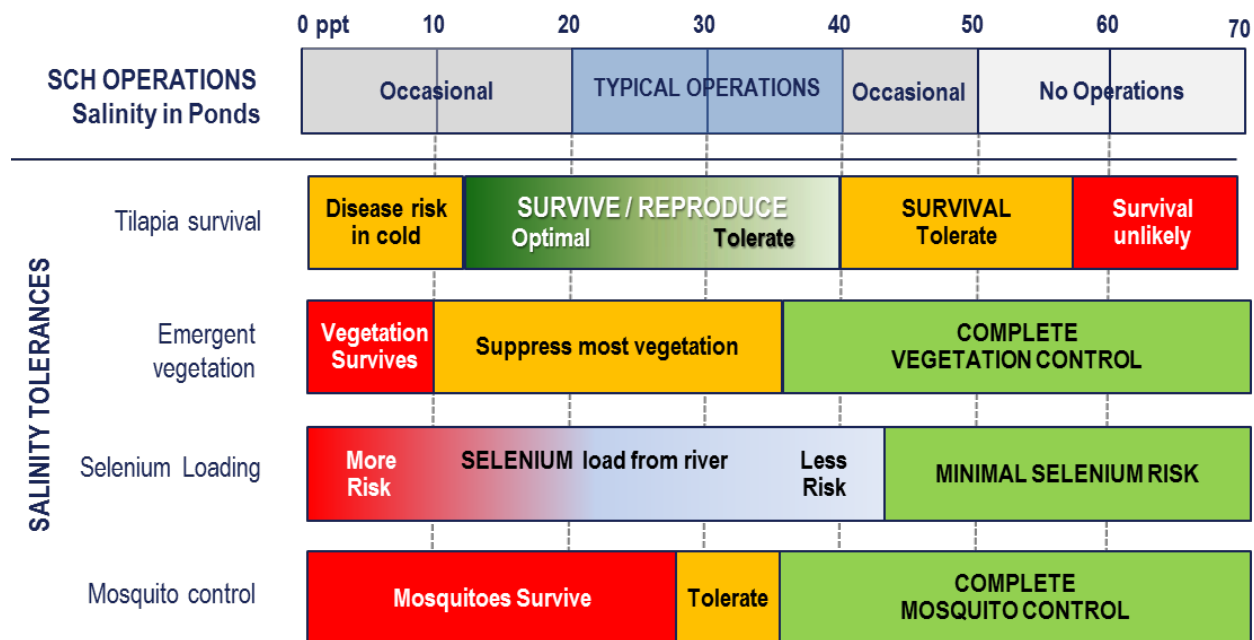 0 ppt 10 20 30 40 50 60 70
SCH OPERATIONS
Salinity in Ponds
Occasional TYPICAL OPERATIONS Occasional No Operations
SALINITY TOLERANCES
Tilapia survival
Disease risk
in cold
SURVIVE / REPRODUCE
Optimal Tolerate
SURVIVAL
Tolerate
Survival
unlikely
Emergent
vegetation
Vegetation
Survives
Suppress most vegetation
COMPLETE
VEGETATION CONTROL
Selenium Loading
More
Risk
SELENIUM load from river
Less
Risk
MINIMAL SELENIUM RISK
Mosquito control
Mosquitoes Survive
Tolerate
COMPLETE
MOSQUITO CONTROL